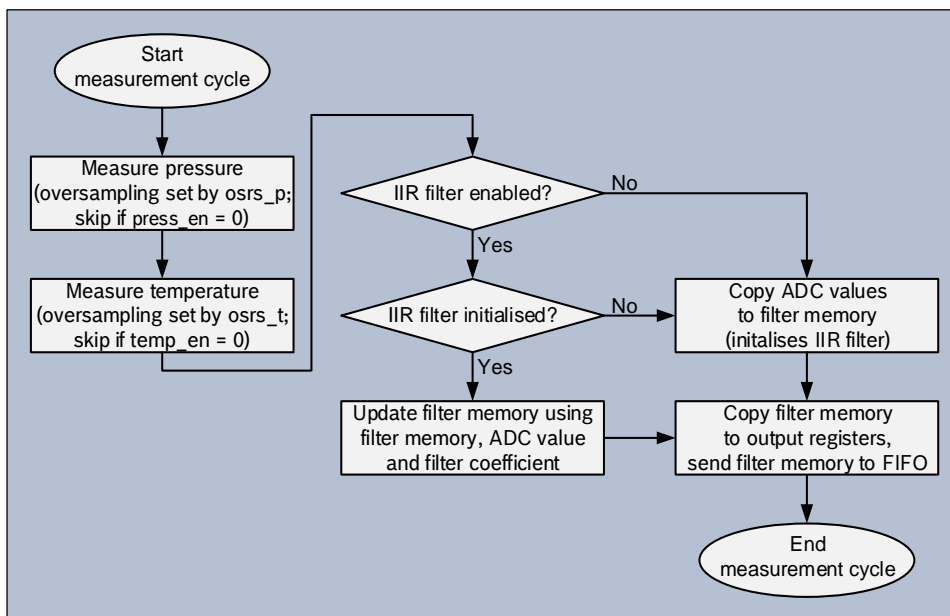 Start
measurement cycle
Measure pressure
(oversampling set by osrs_p;
skip if press_en = 0)
Measure temperature
(oversampling set by osrs_t;
skip if temp_en = 0)
IIR filter enabled?
No
Yes
IIR filter initialised?
No
Yes
Copy ADC values
to filter memory
(initalises IIR filter)
Update filter memory using
filter memory, ADC value
and filter coefficient
Copy filter memory
to output registers,
send filter memory to FIFO
End
measurement cycle